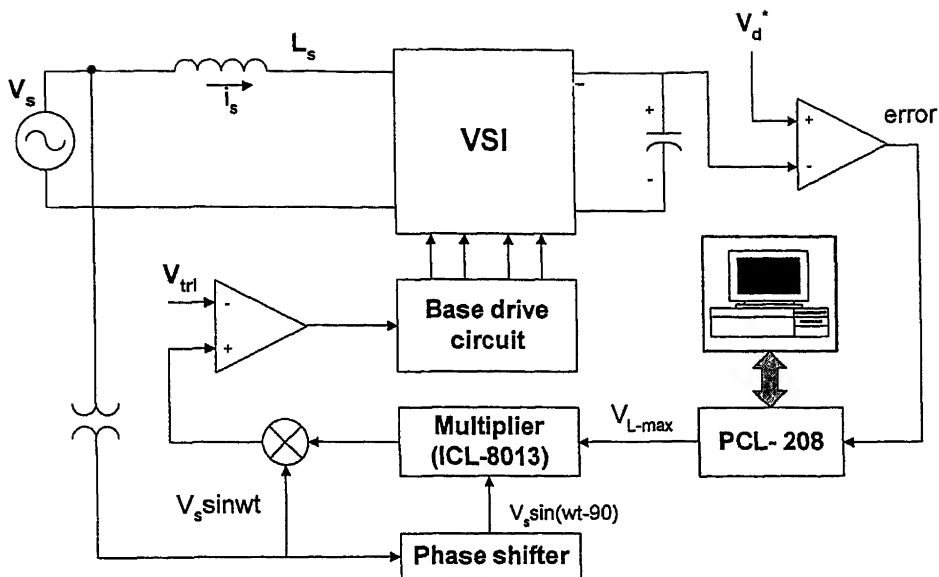 V_d*
L_s
V_s
i_s
VSI
-
+
-
+
-
error
V_tri
-
+
Base drive
circuit
Multiplier
(ICL-8013)
V_L-max
PCL- 208
V_s sinwt
V_s sin(wt-90)
Phase shifter